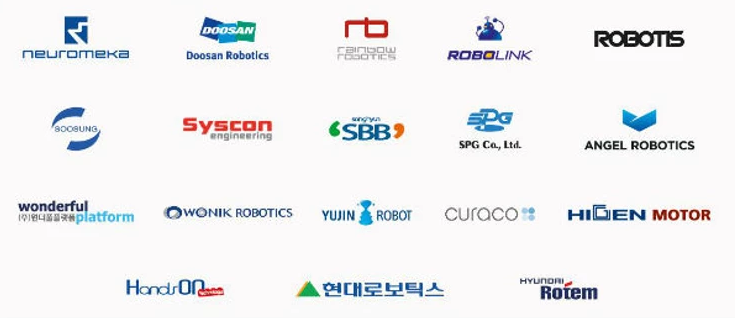 neuromeka
DOOSAN
Doosan Robotics
rb
rainbow
robotics
ROBOLINK
ROBOTIS
SOOSUNG
Syscon
engineering
SBB
SPG
SPG Co., Ltd.
ANGEL ROBOTICS
wonderful
(주)원더풀플랫폼 platform
WONIK ROBOTICS
YUJIN ROBOT
curaco
HIGEN MOTOR
HandsON
현대로보틱스
HYUNDAI
Rotem